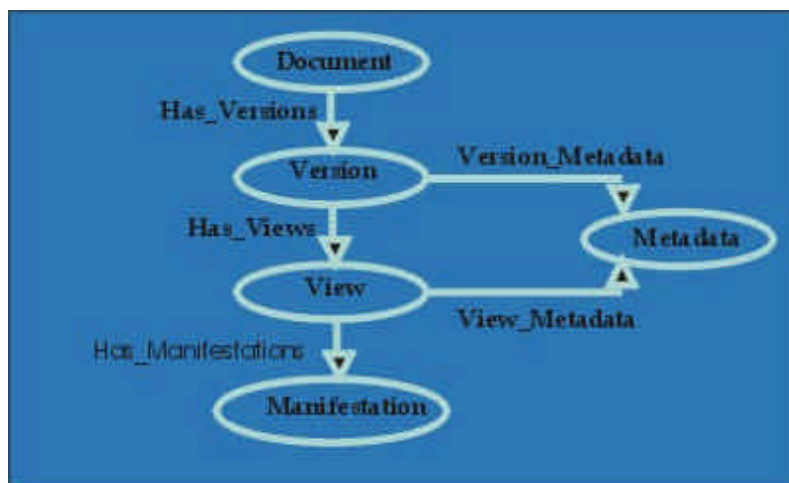 Document
Has_Versions
Version
Version_Metadata
Has_Views
Metadata
View
View_Metadata
Has_Manifestations
Manifestation